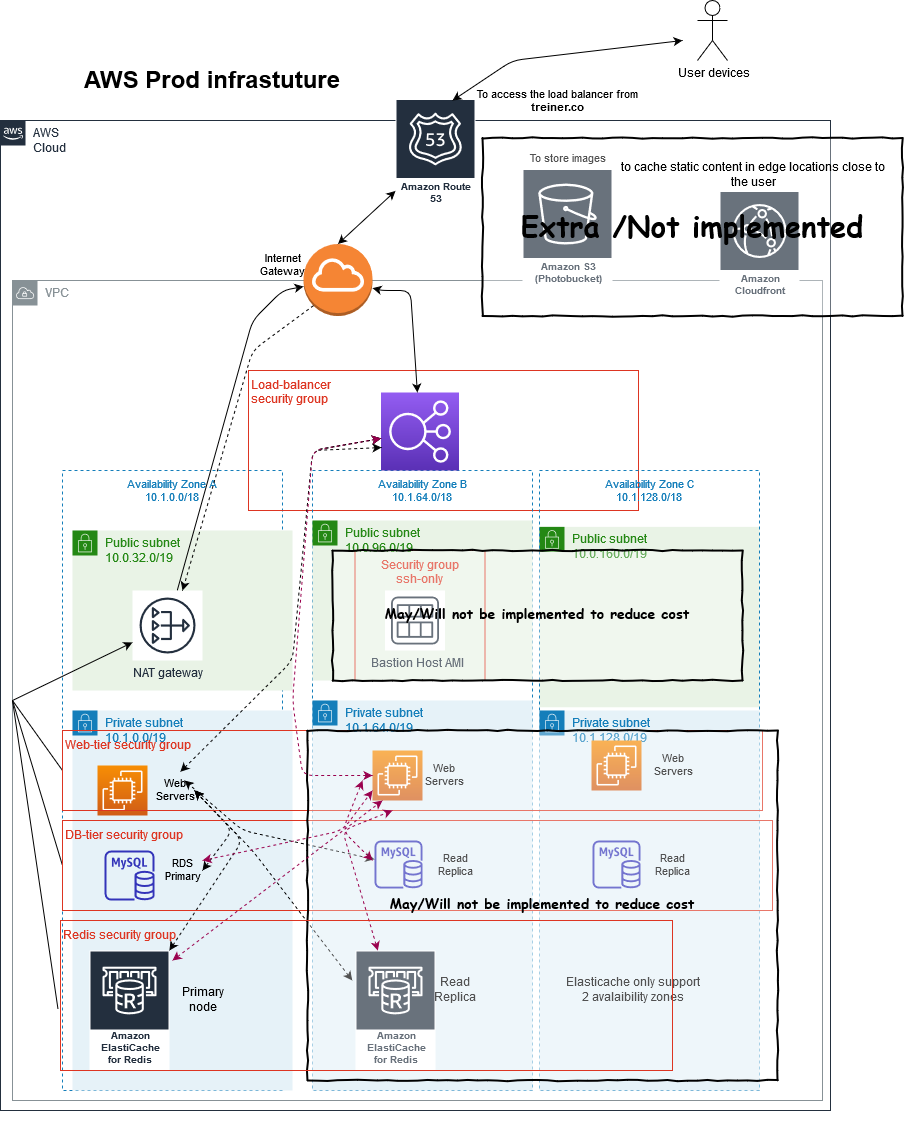 User devices
AWS Prod infrastuture
To access the load balancer from
treiner.co
aws
AWS
Cloud
53
Amazon Route
53
To store images
to cache static content in edge locations close to
the user
Extra /Not implemented
Amazon S3
(Photobucket)
Amazon
Cloudfront
Internet
Gateway
VPC
Load-balancer
security group
Availability Zone A
10.1.0.0/18
Availability Zone B
10.1.64.0/18
Availability Zone C
10.1.128.0/18
Public subnet
10.0.32.0/19
Public subnet
10.0.96.0/19
Public subnet
10.0.160.0/19
Security group
ssh-only
May/Will not be implemented to reduce cost
Bastion Host AMI
NAT gateway
Private subnet
10.1.0.0/19
Private subnet
10.1.64.0/19
Private subnet
10.1.128.0/19
Web-tier security group
Web
Servers
Web
Servers
Web
Servers
DB-tier security group
MySQL
RDS
Primary
MySQL
Read
Replica
MySQL
Read
Replica
May/Will not be implemented to reduce cost
Redis security group
R
Primary
node
Amazon
ElastiCache
for Redis
R
Read
Replica
Amazon
ElastiCache
for Redis
Elasticache only support
2 avalaibility zones